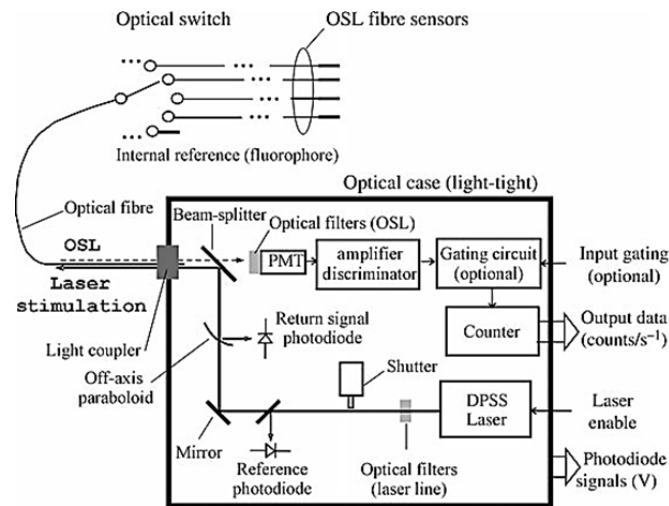 Optical switch
OSL fibre sensors
Internal reference (fluorophore)
Optical case (light-tight)
Optical fibre
Beam-splitter
Optical filters (OSL)
OSL
PMT
amplifier
discriminator
Gating circuit
(optional)
Input gating
(optional)
Laser
stimulation
Light coupler
Return signal
photodiode
Counter
Output data
(counts/s⁻¹)
Off-axis
paraboloid
Shutter
DPSS
Laser
Laser
enable
Mirror
Reference
photodiode
Optical filters
(laser line)
Photodiode
signals (V)